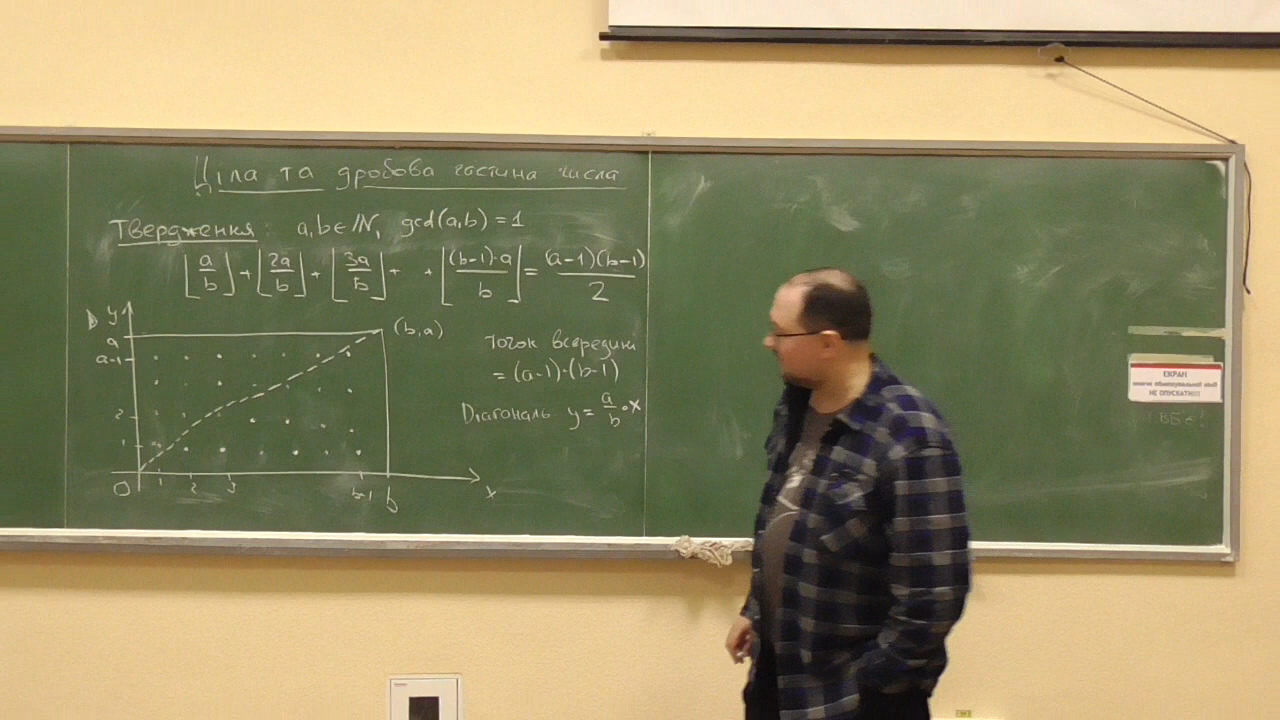 Ціла та дробова частина числа
Твердження: a, b ∈ ℕ, gcd(a,b) = 1
⌊a/b⌋ + ⌊2a/b⌋ + ⌊3a/b⌋ + . + ⌊(b-1)·a/b⌋ = (a-1)(b-1)/2
y
a
a-1
2
1
0 1 2 3 b-1 b x
(b,a)
Точок всередині
= (a-1)·(b-1)
Діагональ y = a/b · x
ЕКРАН
НЕ ОПУСКАТИ!!!